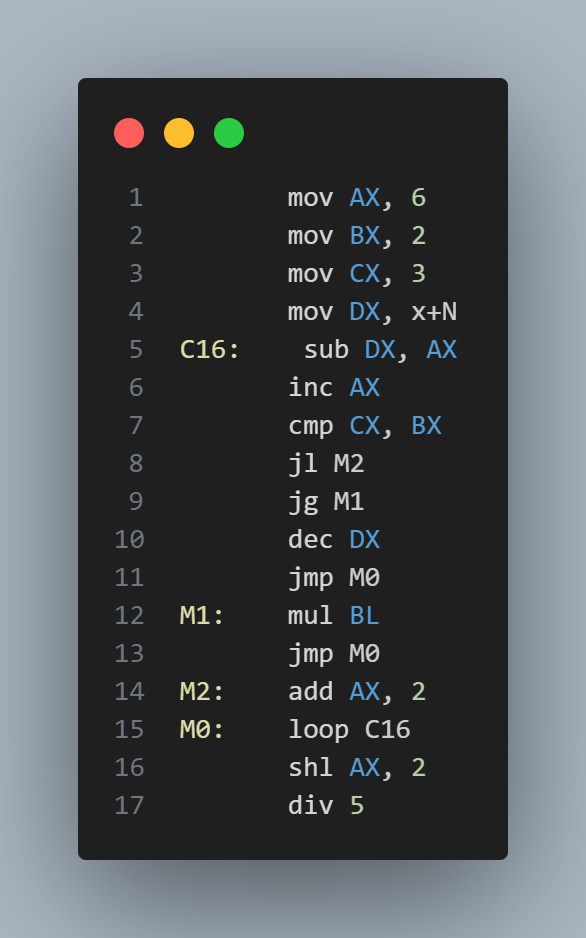 1 mov AX, 6
2 mov BX, 2
3 mov CX, 3
4 mov DX, x+N
5 C16: sub DX, AX
6 inc AX
7 cmp CX, BX
8 jl M2
9 jg M1
10 dec DX
11 jmp M0
12 M1: mul BL
13 jmp M0
14 M2: add AX, 2
15 M0: loop C16
16 shl AX, 2
17 div 5